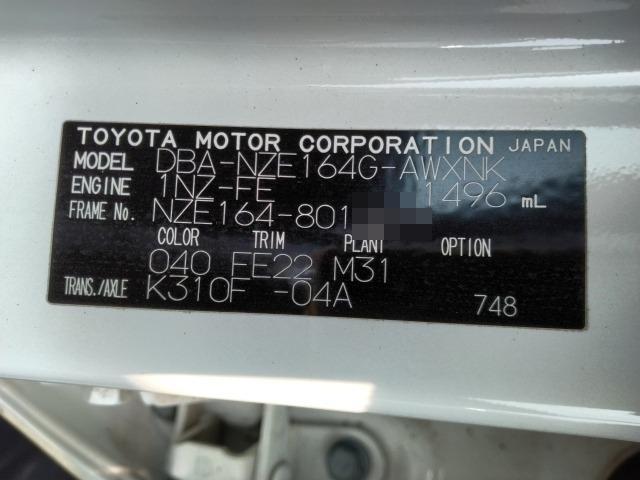 TOYOTA MOTOR CORPORATION JAPAN
MODEL DBA-NZE164G-AWXNK
ENGINE 1NZ-FE 1496 mL
FRAME No. NZE164-801
COLOR TRIM PLANT OPTION
040 FE22 M31
TRANS./AXLE K310F -04A 748